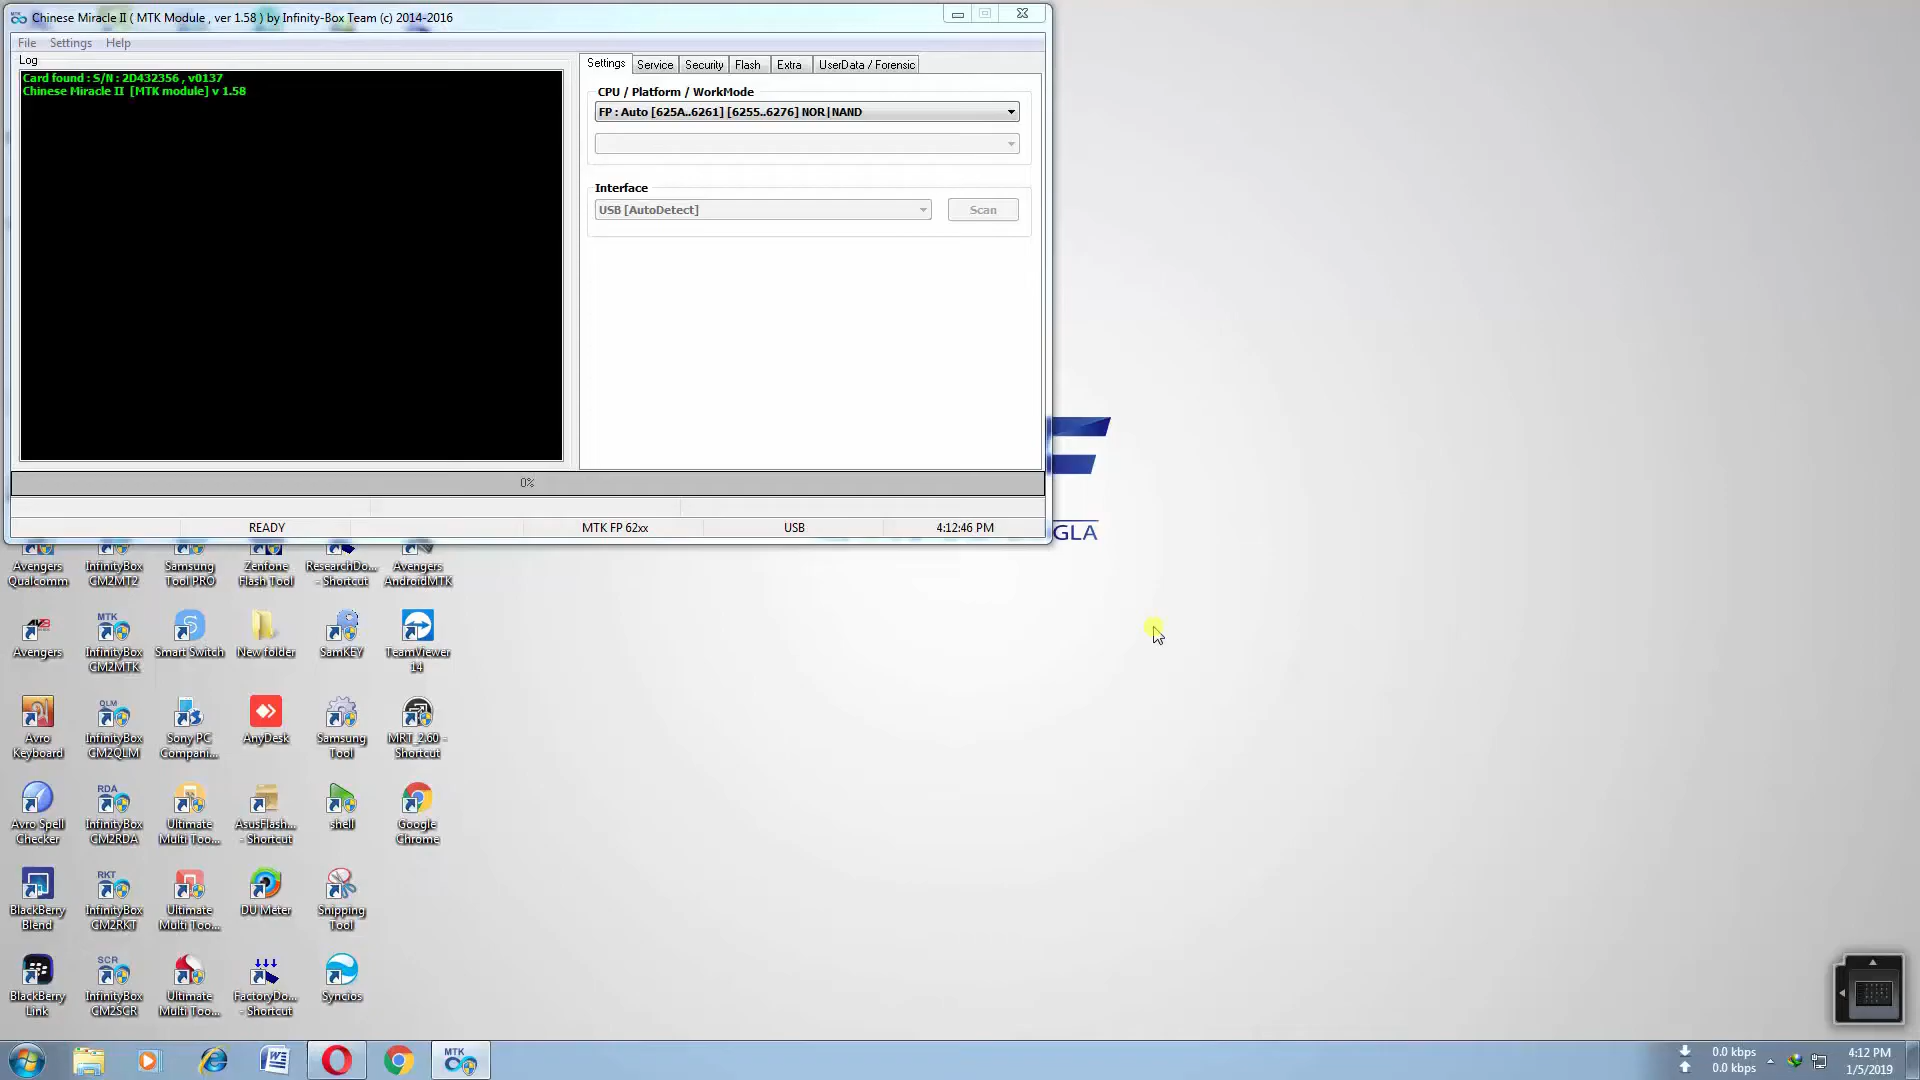 Chinese Miracle II ( MTK Module , ver 1.58 ) by Infinity-Box Team (c) 2014-2016
File Settings Help
Log
Card found : S/N : 2D432356 , v0137
Chinese Miracle II [MTK module] v 1.58
Settings Service Security Flash Extra UserData / Forensic
CPU / Platform / WorkMode
FP : Auto [625A..6261] [6255..6276] NOR|NAND
Interface
USB [AutoDetect] Scan
0%
READY MTK FP 62xx USB 4:12:46 PM
GLA
Avengers Qualcomm
InfinityBox CM2MT2
Samsung Tool PRO
Zenfone Flash Tool
ResearchDo... - Shortcut
Avengers AndroidMTK
Avengers
MTK
InfinityBox CM2MTK
Smart Switch
New folder
SamKEY
TeamViewer 14
Avro Keyboard
QLM
InfinityBox CM2QLM
Sony PC Compani...
AnyDesk
Samsung Tool
MRT_2.60 - Shortcut
Avro Spell Checker
RDA
InfinityBox CM2RDA
Ultimate Multi Too...
AsusFlash... - Shortcut
shell
Google Chrome
BlackBerry Blend
RKT
InfinityBox CM2RKT
Ultimate Multi Too...
DU Meter
Snipping Tool
BlackBerry Link
SCR
InfinityBox CM2SCR
Ultimate Multi Too...
FactoryDo... - Shortcut
Syncios
MTK
0.0 kbps
0.0 kbps
4:12 PM
1/5/2019